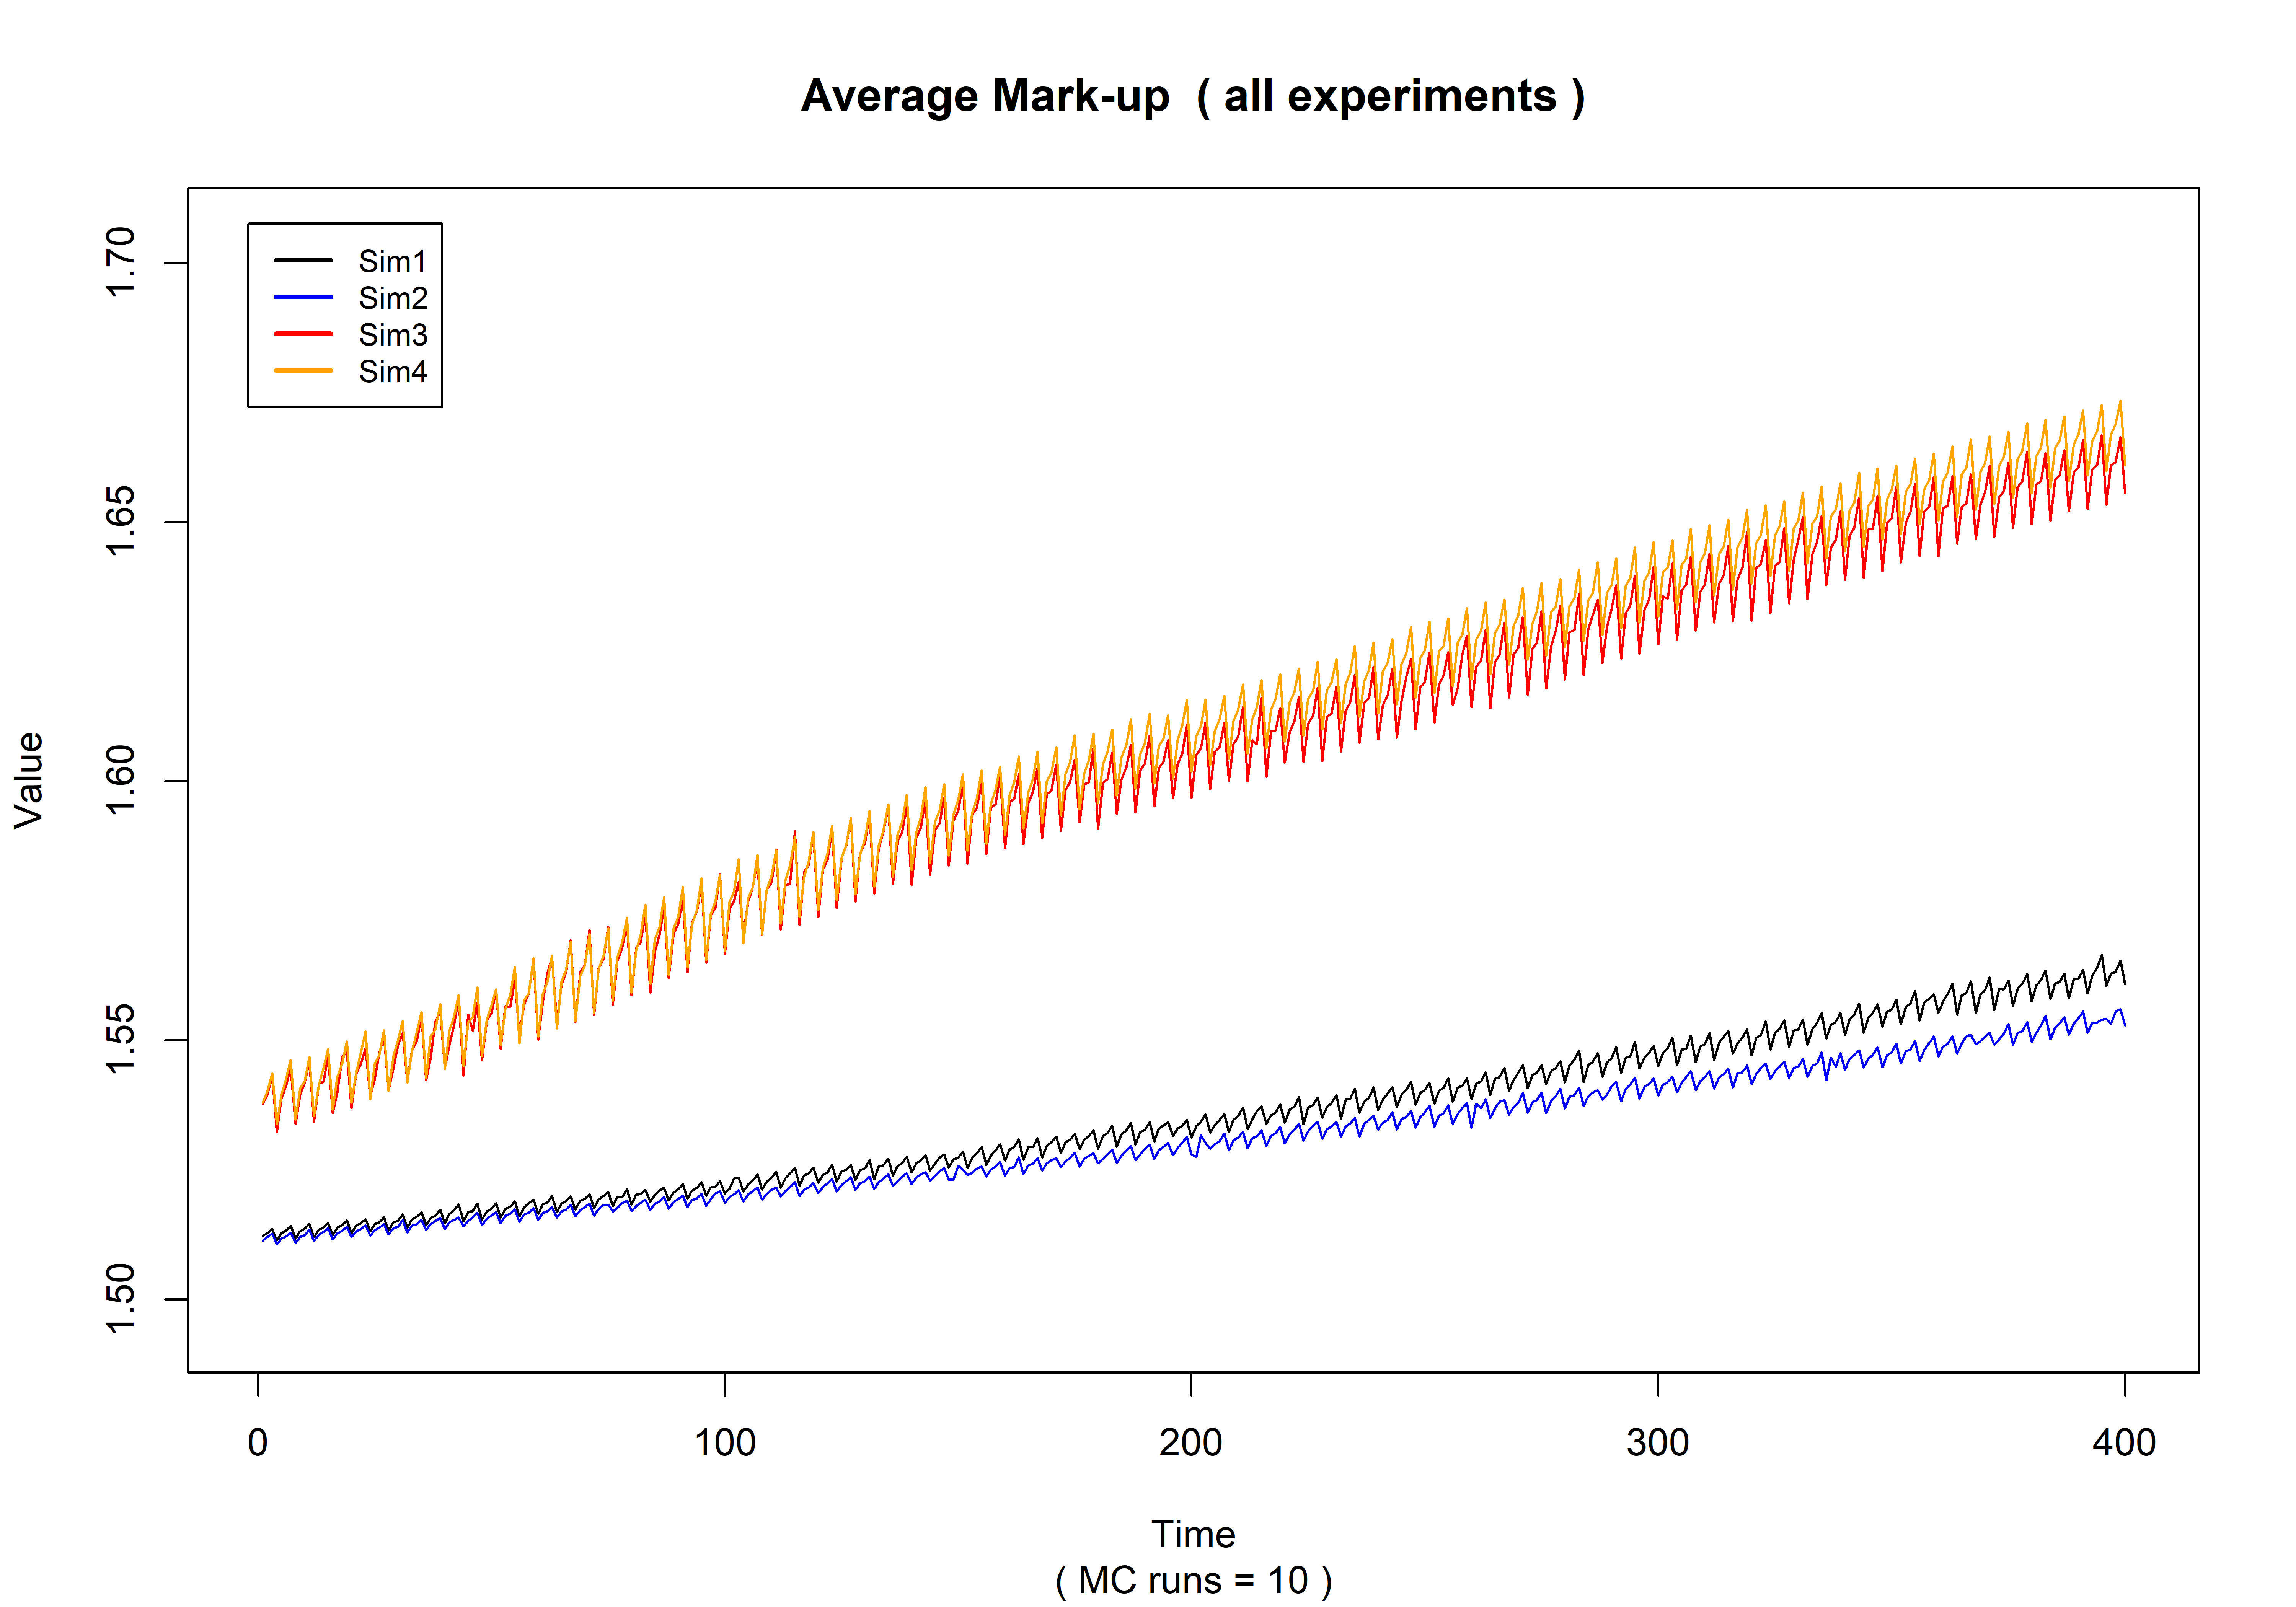 Average Mark-up ( all experiments )
Sim1
Sim2
Sim3
Sim4
Value
1.70
1.65
1.60
1.55
1.50
0 100 200 300 400
Time
( MC runs = 10 )